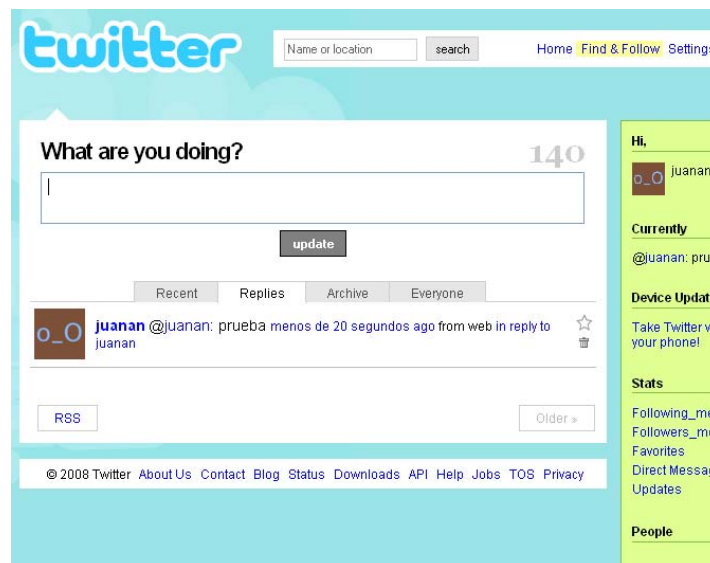 twitter
Name or location
search
Home Find & Follow Settings
What are you doing?
140
update
Recent Replies Archive Everyone
o_O
juanan @juanan: prueba menos de 20 segundos ago from web in reply to
juanan
RSS
Older »
© 2008 Twitter About Us Contact Blog Status Downloads API Help Jobs TOS Privacy
Hi,
o_O
juanan
Currently
@juanan: pru
Device Updat
Take Twitter v
your phone!
Stats
Following_me
Followers_me
Favorites
Direct Messag
Updates
People